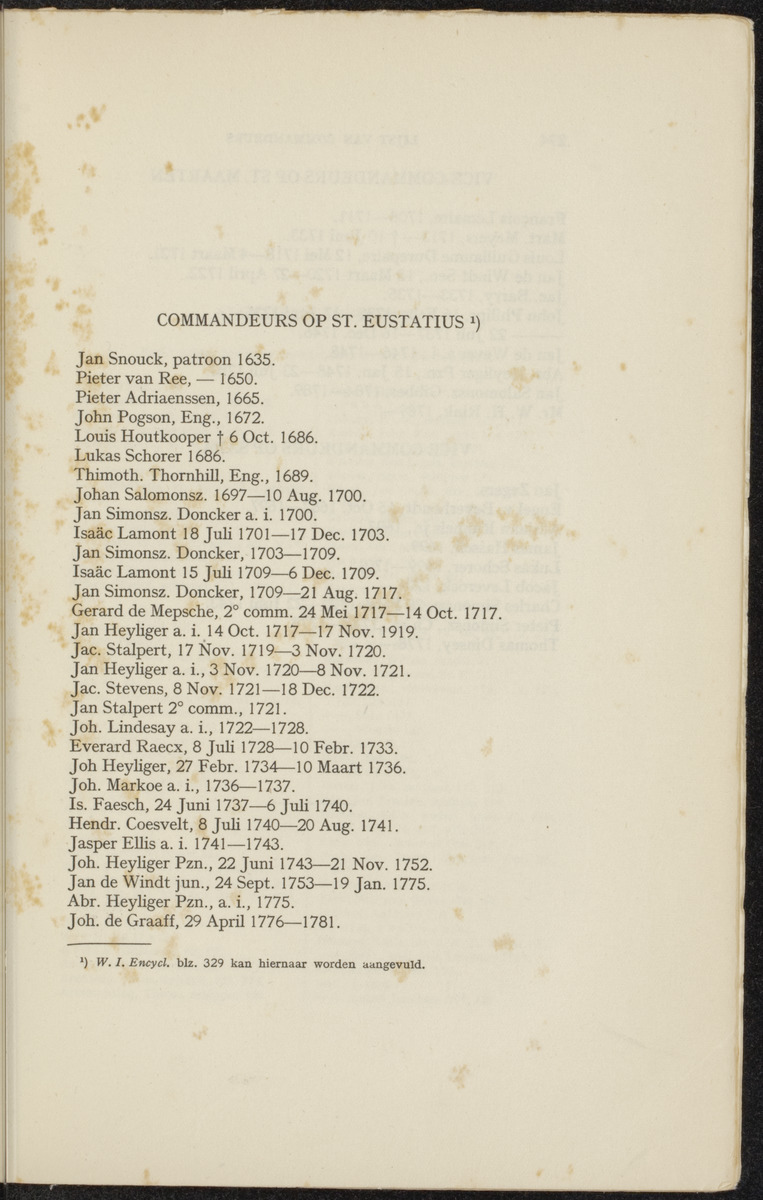 COMMANDEURS OP ST. EUSTATIUS ¹)
Jan Snouck, patroon 1635.
Pieter van Ree, — 1650.
Pieter Adriaenssen, 1665.
John Pogson, Eng., 1672.
Louis Houtkooper † 6 Oct. 1686.
Lukas Schorer 1686.
Thimoth. Thornhill, Eng., 1689.
Johan Salomonsz. 1697—10 Aug. 1700.
Jan Simonsz. Doncker a. i. 1700.
Isaäc Lamont 18 Juli 1701—17 Dec. 1703.
Jan Simonsz. Doncker, 1703—1709.
Isaäc Lamont 15 Juli 1709—6 Dec. 1709.
Jan Simonsz. Doncker, 1709—21 Aug. 1717.
Gerard de Mepsche, 2° comm. 24 Mei 1717—14 Oct. 1717.
Jan Heyliger a. i. 14 Oct. 1717—17 Nov. 1919.
Jac. Stalpert, 17 Nov. 1719—3 Nov. 1720.
Jan Heyliger a. i., 3 Nov. 1720—8 Nov. 1721.
Jac. Stevens, 8 Nov. 1721—18 Dec. 1722.
Jan Stalpert 2° comm., 1721.
Joh. Lindesay a. i., 1722—1728.
Everard Raecx, 8 Juli 1728—10 Febr. 1733.
Joh Heyliger, 27 Febr. 1734—10 Maart 1736.
Joh. Markoe a. i., 1736—1737.
Is. Faesch, 24 Juni 1737—6 Juli 1740.
Hendr. Coesvelt, 8 Juli 1740—20 Aug. 1741.
Jasper Ellis a. i. 1741—1743.
Joh. Heyliger Pzn., 22 Juni 1743—21 Nov. 1752.
Jan de Windt jun., 24 Sept. 1753—19 Jan. 1775.
Abr. Heyliger Pzn., a. i., 1775.
Joh. de Graaff, 29 April 1776—1781.
¹) W. I. Encycl. blz. 329 kan hiernaar worden aangevuld.